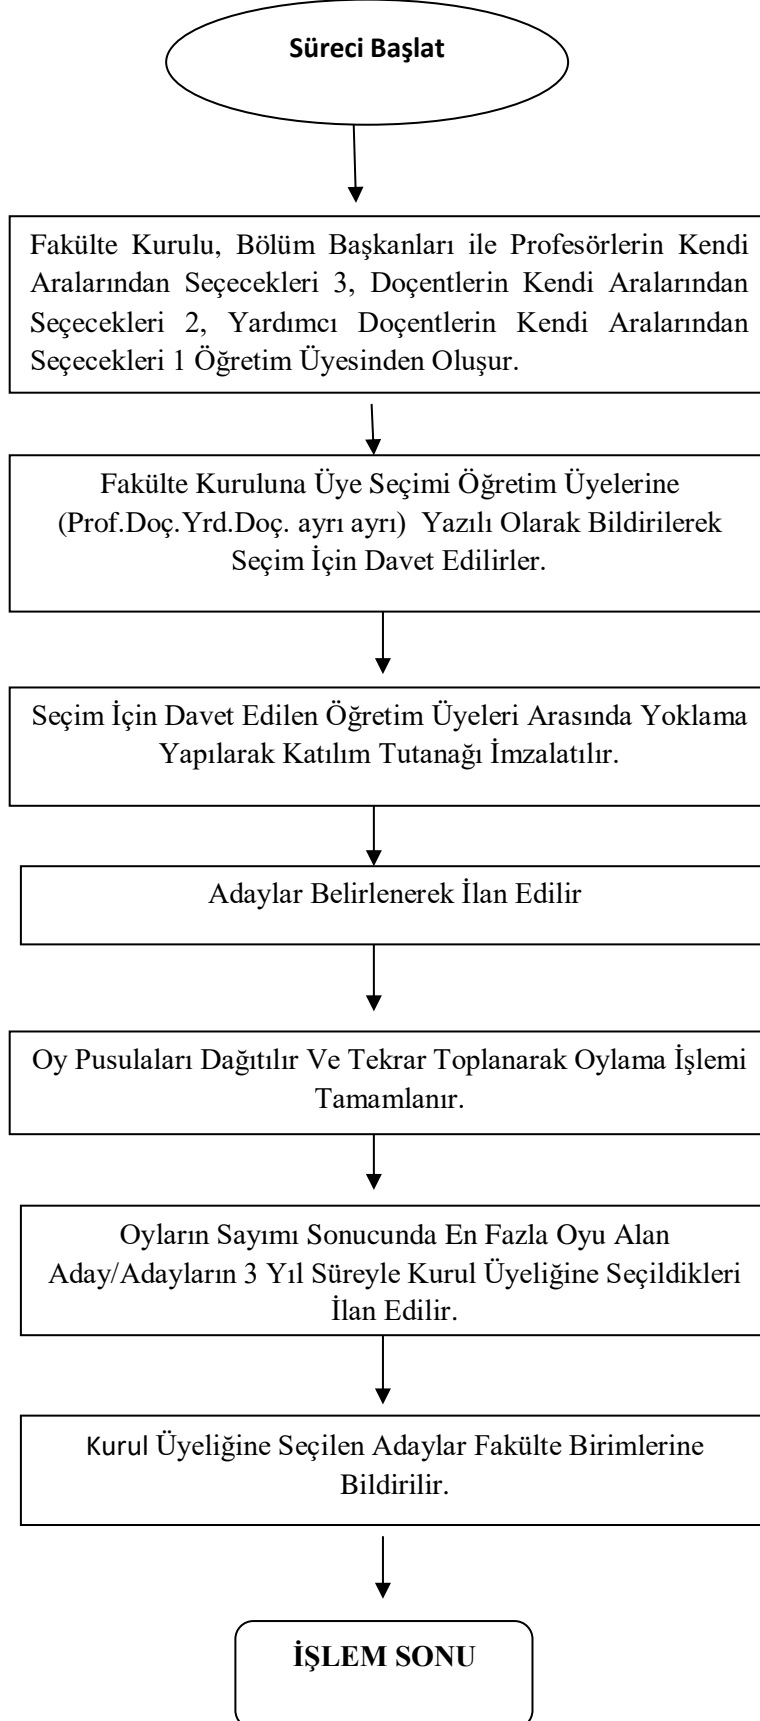 Süreci Başlat
Fakülte Kurulu, Bölüm Başkanları ile Profesörlerin Kendi
Aralarından Seçecekleri 3, Doçentlerin Kendi Aralarından
Seçecekleri 2, Yardımcı Doçentlerin Kendi Aralarından
Seçecekleri 1 Öğretim Üyesinden Oluşur.
Fakülte Kuruluna Üye Seçimi Öğretim Üyelerine
(Prof.Doç.Yrd.Doç. ayrı ayrı) Yazılı Olarak Bildirilerek
Seçim İçin Davet Edilirler.
Seçim İçin Davet Edilen Öğretim Üyeleri Arasında Yoklama
Yapılarak Katılım Tutanağı İmzalatılır.
Adaylar Belirlenerek İlan Edilir
Oy Pusulaları Dağıtılır Ve Tekrar Toplanarak Oylama İşlemi
Tamamlanır.
Oyların Sayımı Sonucunda En Fazla Oyu Alan
Aday/Adayların 3 Yıl Süreyle Kurul Üyeliğine Seçildikleri
İlan Edilir.
Kurul Üyeliğine Seçilen Adaylar Fakülte Birimlerine
Bildirilir.
İŞLEM SONU